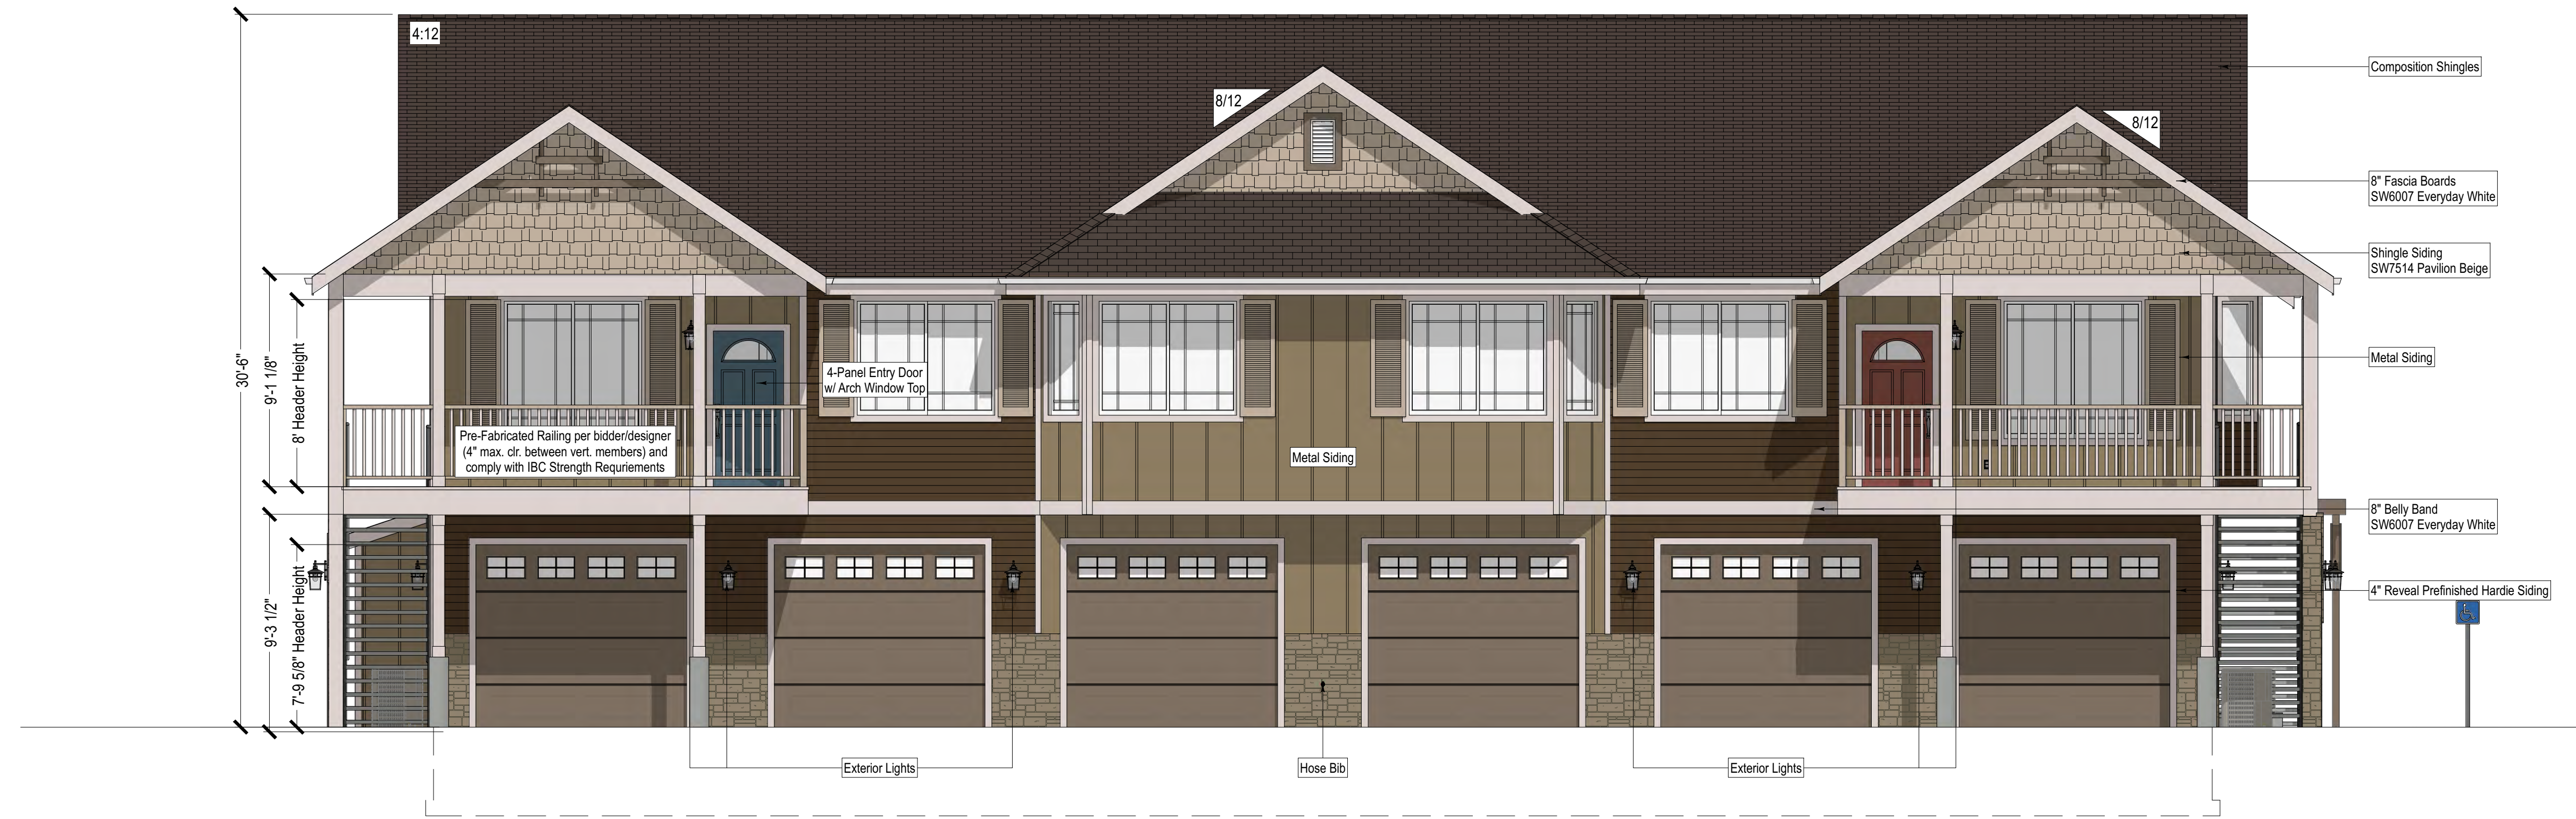 4:12
8/12
8/12
Composition Shingles
8" Fascia Boards
SW6007 Everyday White
Shingle Siding
SW7514 Pavilion Beige
Metal Siding
30'-6"
9'-1 1/8"
8' Header Height
4-Panel Entry Door
w/ Arch Window Top
Pre-Fabricated Railing per bidder/designer
(4" max. clr. between vert. members) and
comply with IBC Strength Requriements
Metal Siding
8" Belly Band
SW6007 Everyday White
9'-3 1/2"
7'-9 5/8" Header Height
4" Reveal Prefinished Hardie Siding
Exterior Lights
Hose Bib
Exterior Lights